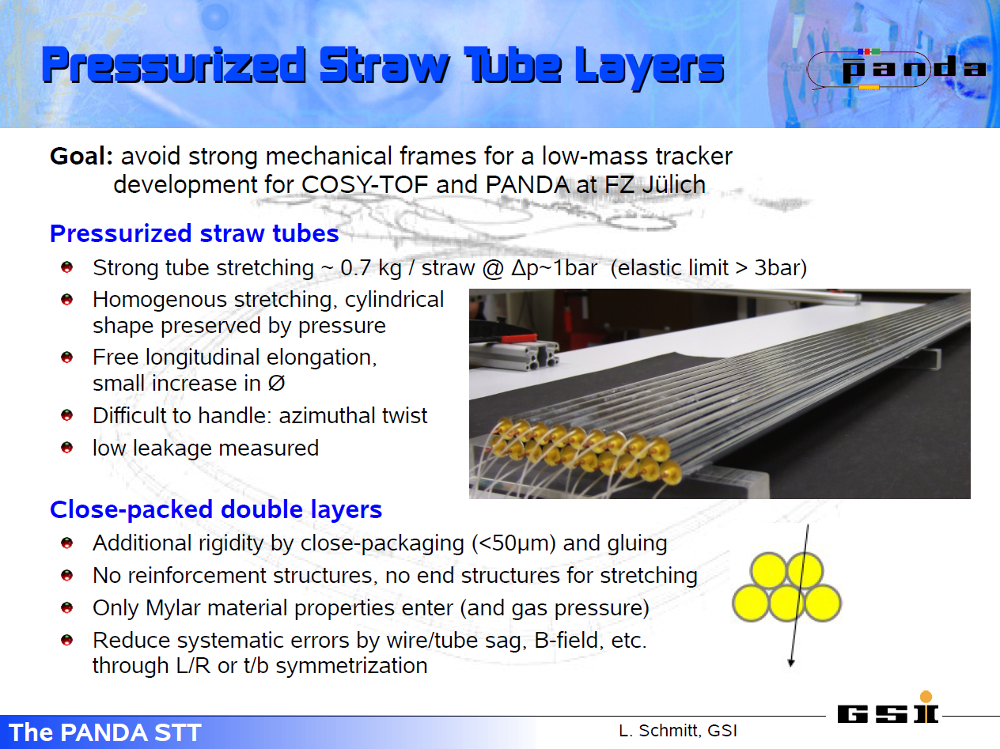 Pressurized Straw Tube Layers
panda
Goal: avoid strong mechanical frames for a low-mass tracker
development for COSY-TOF and PANDA at FZ Jülich
Pressurized straw tubes
Strong tube stretching ~ 0.7 kg / straw @ Δp~1bar (elastic limit > 3bar)
Homogenous stretching, cylindrical
shape preserved by pressure
Free longitudinal elongation,
small increase in Ø
Difficult to handle: azimuthal twist
low leakage measured
Close-packed double layers
Additional rigidity by close-packaging (<50μm) and gluing
No reinforcement structures, no end structures for stretching
Only Mylar material properties enter (and gas pressure)
Reduce systematic errors by wire/tube sag, B-field, etc.
through L/R or t/b symmetrization
GSI
The PANDA STT
L. Schmitt, GSI